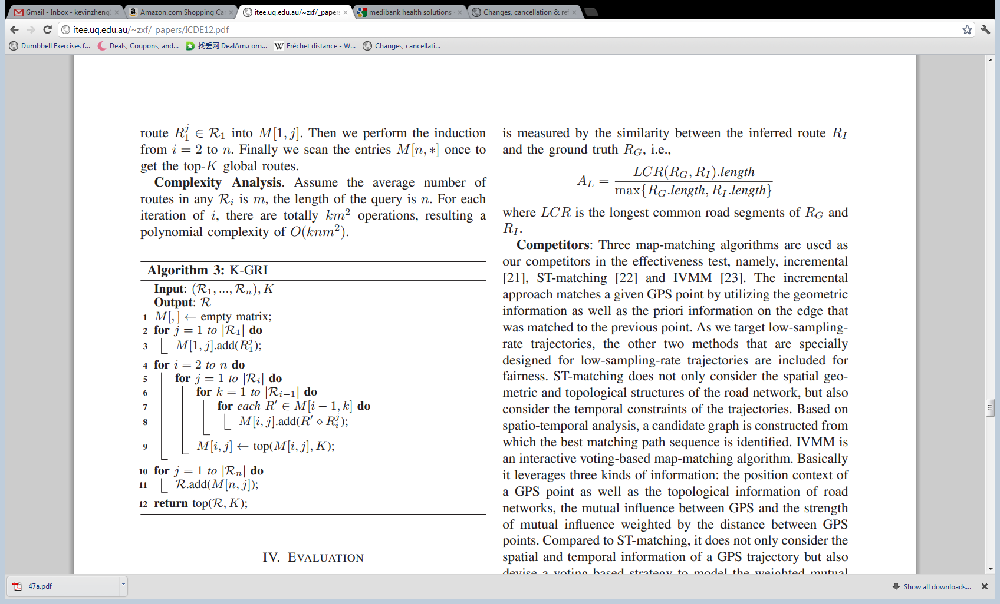 Gmail - Inbox - kevinzheng1
Amazon.com Shopping Ca
itee.uq.edu.au/~zxf/_papers
medibank health solutions
Changes, cancellation & re
itee.uq.edu.au/~zxf/_papers/ICDE12.pdf
Dumbbell Exercises f...
Deals, Coupons, and...
找丢网 DealAm.com...
W Fréchet distance - W...
Changes, cancellati...
route R_1^j ∈ ℛ_1 into M[1, j]. Then we perform the induction
from i = 2 to n. Finally we scan the entries M[n, *] once to
get the top-K global routes.
Complexity Analysis. Assume the average number of
routes in any ℛ_i is m, the length of the query is n. For each
iteration of i, there are totally km² operations, resulting a
polynomial complexity of O(knm²).
Algorithm 3: K-GRI
Input: (ℛ_1, ..., ℛ_n), K
Output: ℛ
1 M[,] ← empty matrix;
2 for j = 1 to |ℛ_1| do
3 M[1, j].add(R_1^j);
4 for i = 2 to n do
5 for j = 1 to |ℛ_i| do
6 for k = 1 to |ℛ_{i−1}| do
7 for each R′ ∈ M[i − 1, k] do
8 M[i, j].add(R′ ⋄ R_i^j);
9 M[i, j] ← top(M[i, j], K);
10 for j = 1 to |ℛ_n| do
11 ℛ.add(M[n, j]);
12 return top(ℛ, K);
IV. EVALUATION
is measured by the similarity between the inferred route R_I
and the ground truth R_G, i.e.,
A_L = LCR(R_G, R_I).length / max{R_G.length, R_I.length}
where LCR is the longest common road segments of R_G and
R_I.
Competitors: Three map-matching algorithms are used as
our competitors in the effectiveness test, namely, incremental
[21], ST-matching [22] and IVMM [23]. The incremental
approach matches a given GPS point by utilizing the geometric
information as well as the priori information on the edge that
was matched to the previous point. As we target low-sampling-
rate trajectories, the other two methods that are specially
designed for low-sampling-rate trajectories are included for
fairness. ST-matching does not only consider the spatial geo-
metric and topological structures of the road network, but also
consider the temporal constraints of the trajectories. Based on
spatio-temporal analysis, a candidate graph is constructed from
which the best matching path sequence is identified. IVMM is
an interactive voting-based map-matching algorithm. Basically
it leverages three kinds of information: the position context of
a GPS point as well as the topological information of road
networks, the mutual influence between GPS and the strength
of mutual influence weighted by the distance between GPS
points. Compared to ST-matching, it does not only consider the
spatial and temporal information of a GPS trajectory but also
devise a voting-based strategy to model the weighted mutual
47a.pdf
Show all downloads...